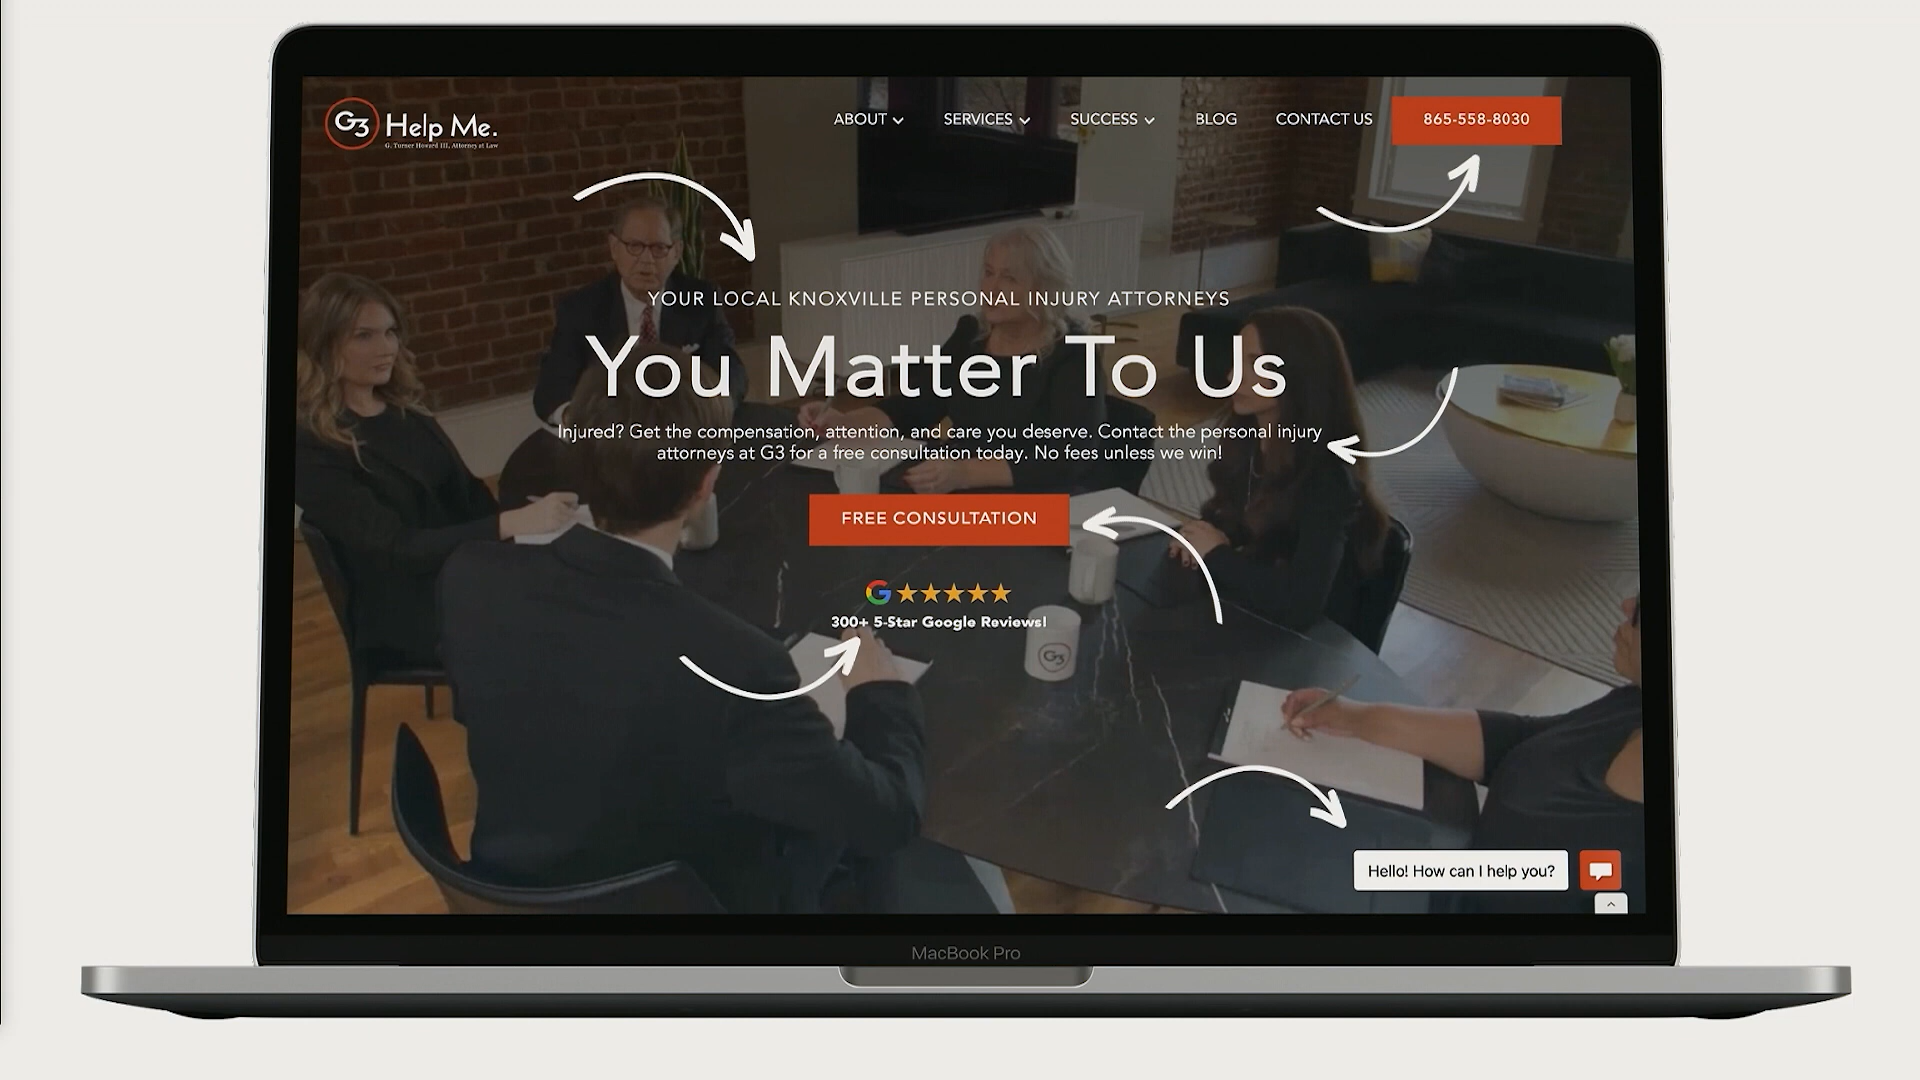 G3 Help Me.
G. Turner Howard III, Attorney at Law
ABOUT
SERVICES
SUCCESS
BLOG
CONTACT US
865-558-8030
YOUR LOCAL KNOXVILLE PERSONAL INJURY ATTORNEYS
You Matter To Us
Injured? Get the compensation, attention, and care you deserve. Contact the personal injury
attorneys at G3 for a free consultation today. No fees unless we win!
FREE CONSULTATION
G
300+ 5-Star Google Reviews!
G3
Hello! How can I help you?
MacBook Pro